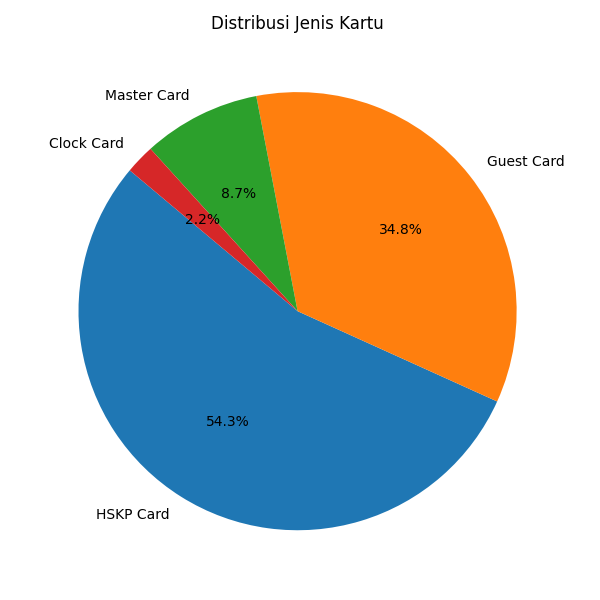 Distribusi Jenis Kartu
Master Card
Clock Card
Guest Card
8.7%
2.2%
34.8%
54.3%
HSKP Card